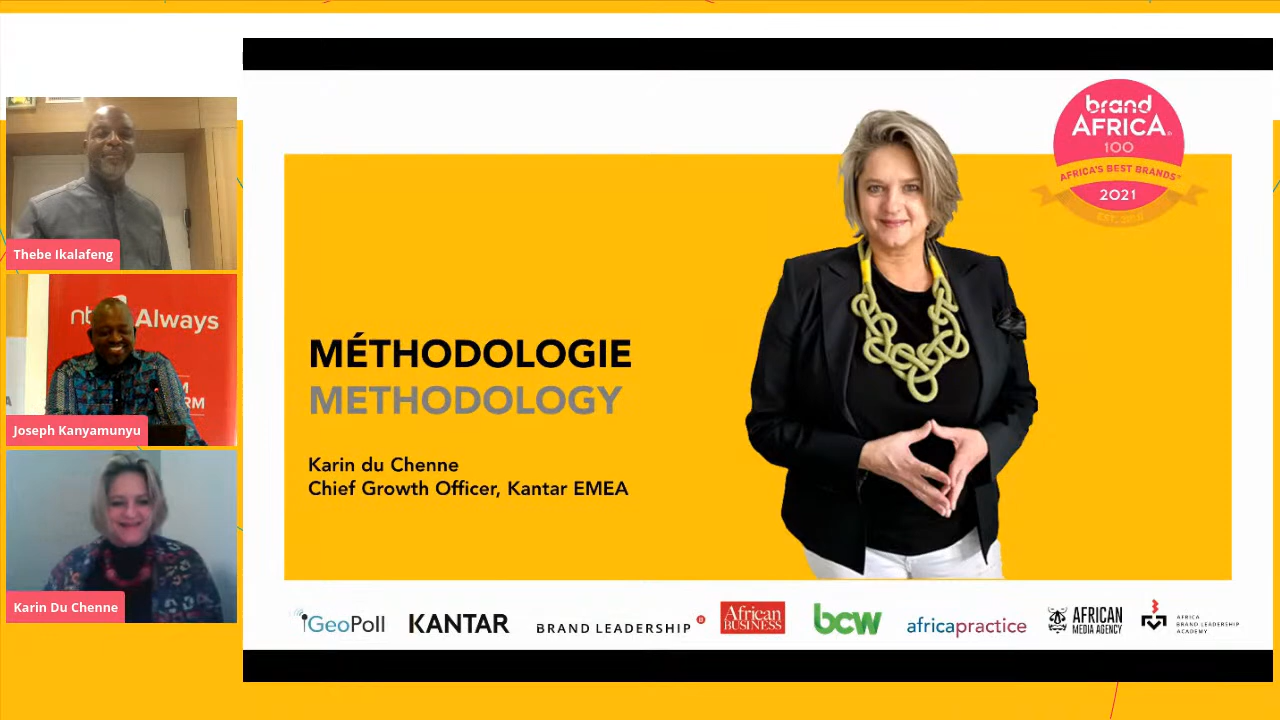 Thebe Ikalafeng
Always
Joseph Kanyamunyu
Karin Du Chenne
brand
AFRICA
100
AFRICA'S BEST BRANDS
2021
MÉTHODOLOGIE
METHODOLOGY
Karin du Chenne
Chief Growth Officer, Kantar EMEA
GeoPoll
KANTAR
BRAND LEADERSHIP
African
BUSINESS
bcw
africapractice
AFRICAN
MEDIA AGENCY
AFRICA
BRAND LEADERSHIP
ACADEMY